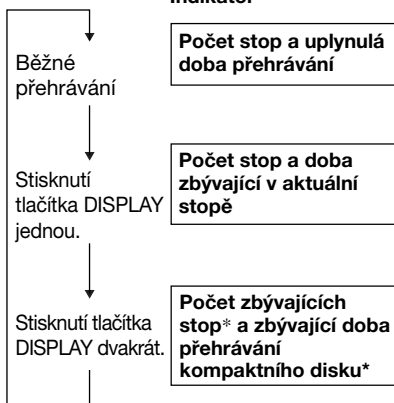 Indikátor
Běžné
přehrávání
Počet stop a uplynulá
doba přehrávání
Stisknutí
tlačítka DISPLAY
jednou.
Počet stop a doba
zbývající v aktuální
stopě
Stisknutí tlačítka
DISPLAY dvakrát.
Počet zbývajících
stop* a zbývající doba
přehrávání
kompaktního disku*